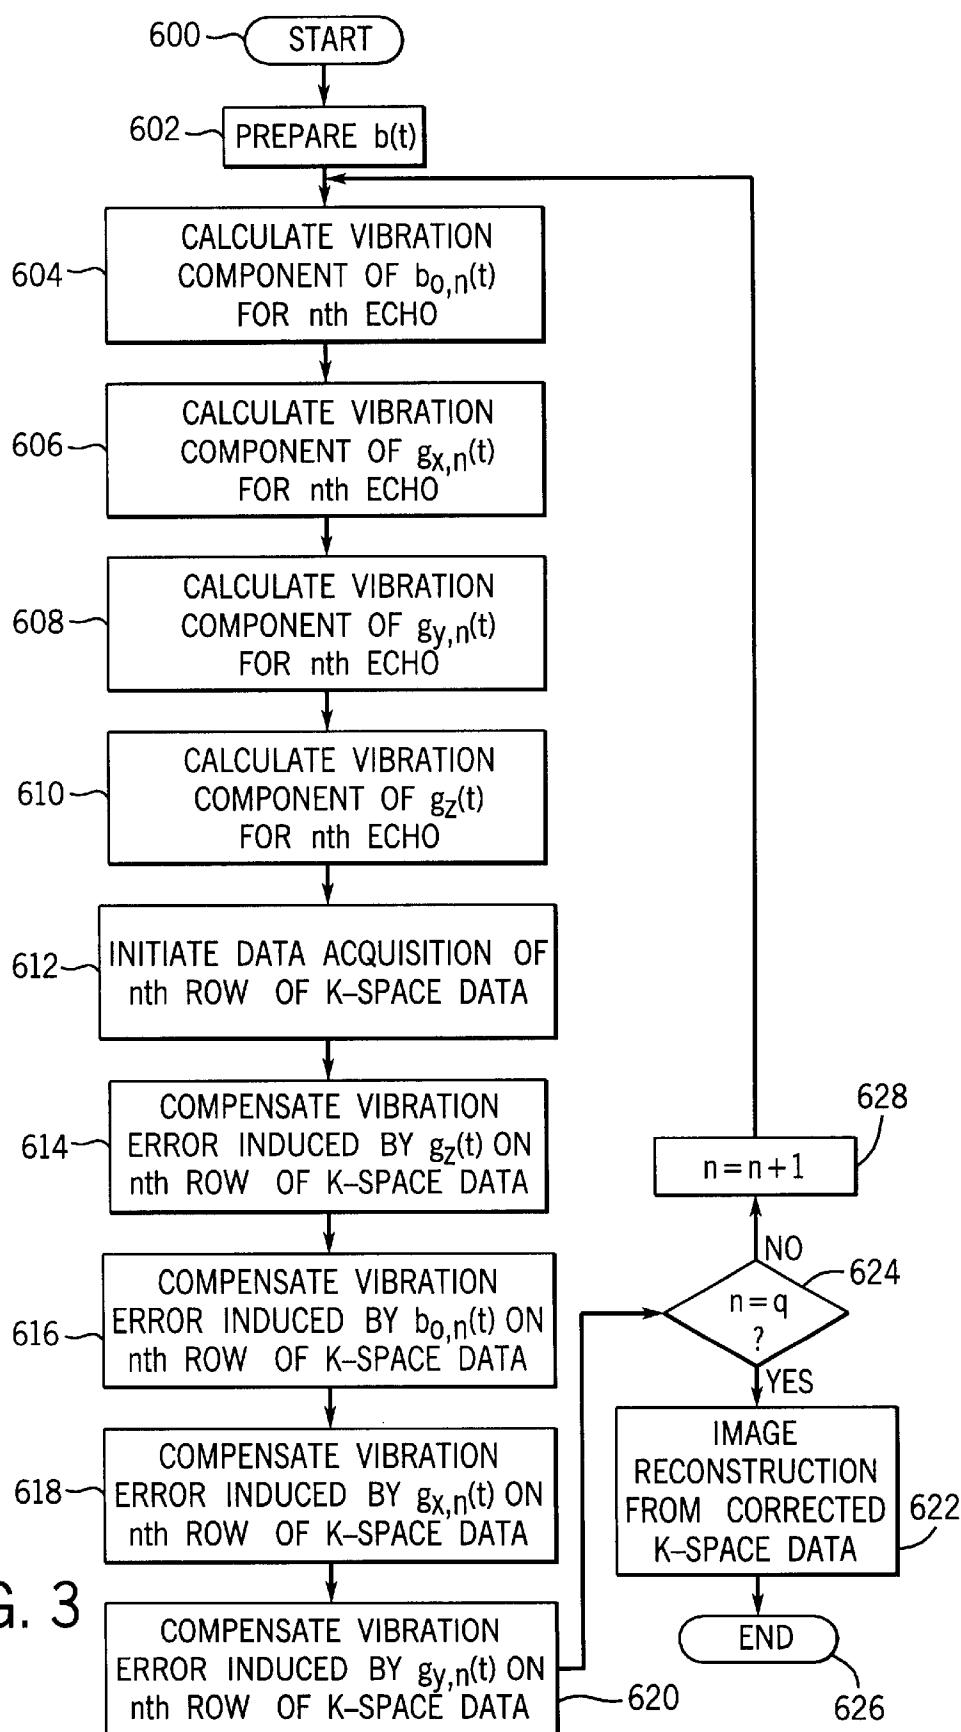 600
START
602
PREPARE b(t)
604
CALCULATE VIBRATION
COMPONENT OF b0,n(t)
FOR nth ECHO
606
CALCULATE VIBRATION
COMPONENT OF gx,n(t)
FOR nth ECHO
608
CALCULATE VIBRATION
COMPONENT OF gy,n(t)
FOR nth ECHO
610
CALCULATE VIBRATION
COMPONENT OF gz(t)
FOR nth ECHO
612
INITIATE DATA ACQUISITION OF
nth ROW OF K–SPACE DATA
614
COMPENSATE VIBRATION
ERROR INDUCED BY gz(t) ON
nth ROW OF K–SPACE DATA
616
COMPENSATE VIBRATION
ERROR INDUCED BY b0,n(t) ON
nth ROW OF K–SPACE DATA
618
COMPENSATE VIBRATION
ERROR INDUCED BY gx,n(t) ON
nth ROW OF K–SPACE DATA
COMPENSATE VIBRATION
ERROR INDUCED BY gy,n(t) ON
nth ROW OF K–SPACE DATA
620
628
n=n+1
NO
624
n=q
?
YES
IMAGE
RECONSTRUCTION
FROM CORRECTED
K–SPACE DATA
622
END
626
G. 3